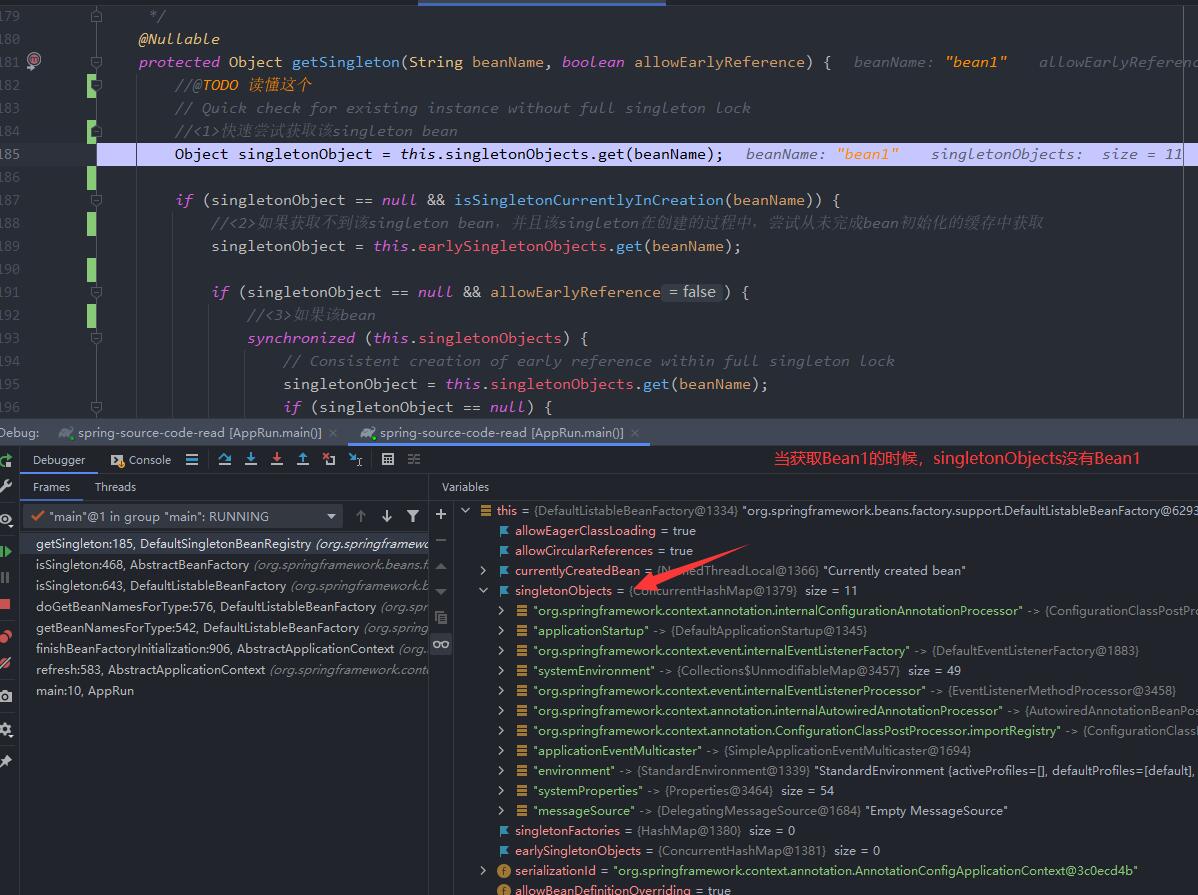 179 */
180 @Nullable
181 protected Object getSingleton(String beanName, boolean allowEarlyReference) { beanName: "bean1" allowEarlyReferenc
182 //@TODO 读懂这个
183 // Quick check for existing instance without full singleton lock
184 //<1>快速尝试获取该singleton bean
185 Object singletonObject = this.singletonObjects.get(beanName); beanName: "bean1" singletonObjects: size = 11
186
187 if (singletonObject == null && isSingletonCurrentlyInCreation(beanName)) {
188 //<2>如果获取不到该singleton bean，并且该singleton在创建的过程中，尝试从未完成bean初始化的缓存中获取
189 singletonObject = this.earlySingletonObjects.get(beanName);
190
191 if (singletonObject == null && allowEarlyReference = false ) {
192 //<3>如果该bean
193 synchronized (this.singletonObjects) {
194 // Consistent creation of early reference within full singleton lock
195 singletonObject = this.singletonObjects.get(beanName);
196 if (singletonObject == null) {
Debug: spring-source-code-read [AppRun.main()] × spring-source-code-read [AppRun.main()] ×
Debugger Console 当获取Bean1的时候，singletonObjects没有Bean1
Frames Threads
"main"@1 in group "main": RUNNING
getSingleton:185, DefaultSingletonBeanRegistry (org.springframewo
isSingleton:468, AbstractBeanFactory (org.springframework.beans.f
isSingleton:643, DefaultListableBeanFactory (org.springframework.
doGetBeanNamesForType:576, DefaultListableBeanFactory (org.spr
getBeanNamesForType:542, DefaultListableBeanFactory (org.spring
finishBeanFactoryInitialization:906, AbstractApplicationContext (org.
refresh:583, AbstractApplicationContext (org.springframework.cont
main:10, AppRun
Variables
this = {DefaultListableBeanFactory@1334} "org.springframework.beans.factory.support.DefaultListableBeanFactory@6293
allowEagerClassLoading = true
allowCircularReferences = true
currentlyCreatedBean = {NamedThreadLocal@1366} "Currently created bean"
singletonObjects = {ConcurrentHashMap@1379} size = 11
"org.springframework.context.annotation.internalConfigurationAnnotationProcessor" -> {ConfigurationClassPostPro
"applicationStartup" -> {DefaultApplicationStartup@1345}
"org.springframework.context.event.internalEventListenerFactory" -> {DefaultEventListenerFactory@1883}
"systemEnvironment" -> {Collections$UnmodifiableMap@3457} size = 49
"org.springframework.context.event.internalEventListenerProcessor" -> {EventListenerMethodProcessor@3458}
"org.springframework.context.annotation.internalAutowiredAnnotationProcessor" -> {AutowiredAnnotationBeanPos
"org.springframework.context.annotation.ConfigurationClassPostProcessor.importRegistry" -> {ConfigurationClassl
"applicationEventMulticaster" -> {SimpleApplicationEventMulticaster@1694}
"environment" -> {StandardEnvironment@1339} "StandardEnvironment {activeProfiles=[], defaultProfiles=[default],
"systemProperties" -> {Properties@3464} size = 54
"messageSource" -> {DelegatingMessageSource@1684} "Empty MessageSource"
singletonFactories = {HashMap@1380} size = 0
earlySingletonObjects = {ConcurrentHashMap@1381} size = 0
serializationId = "org.springframework.context.annotation.AnnotationConfigApplicationContext@3c0ecd4b"
allowBeanDefinitionOverriding = true